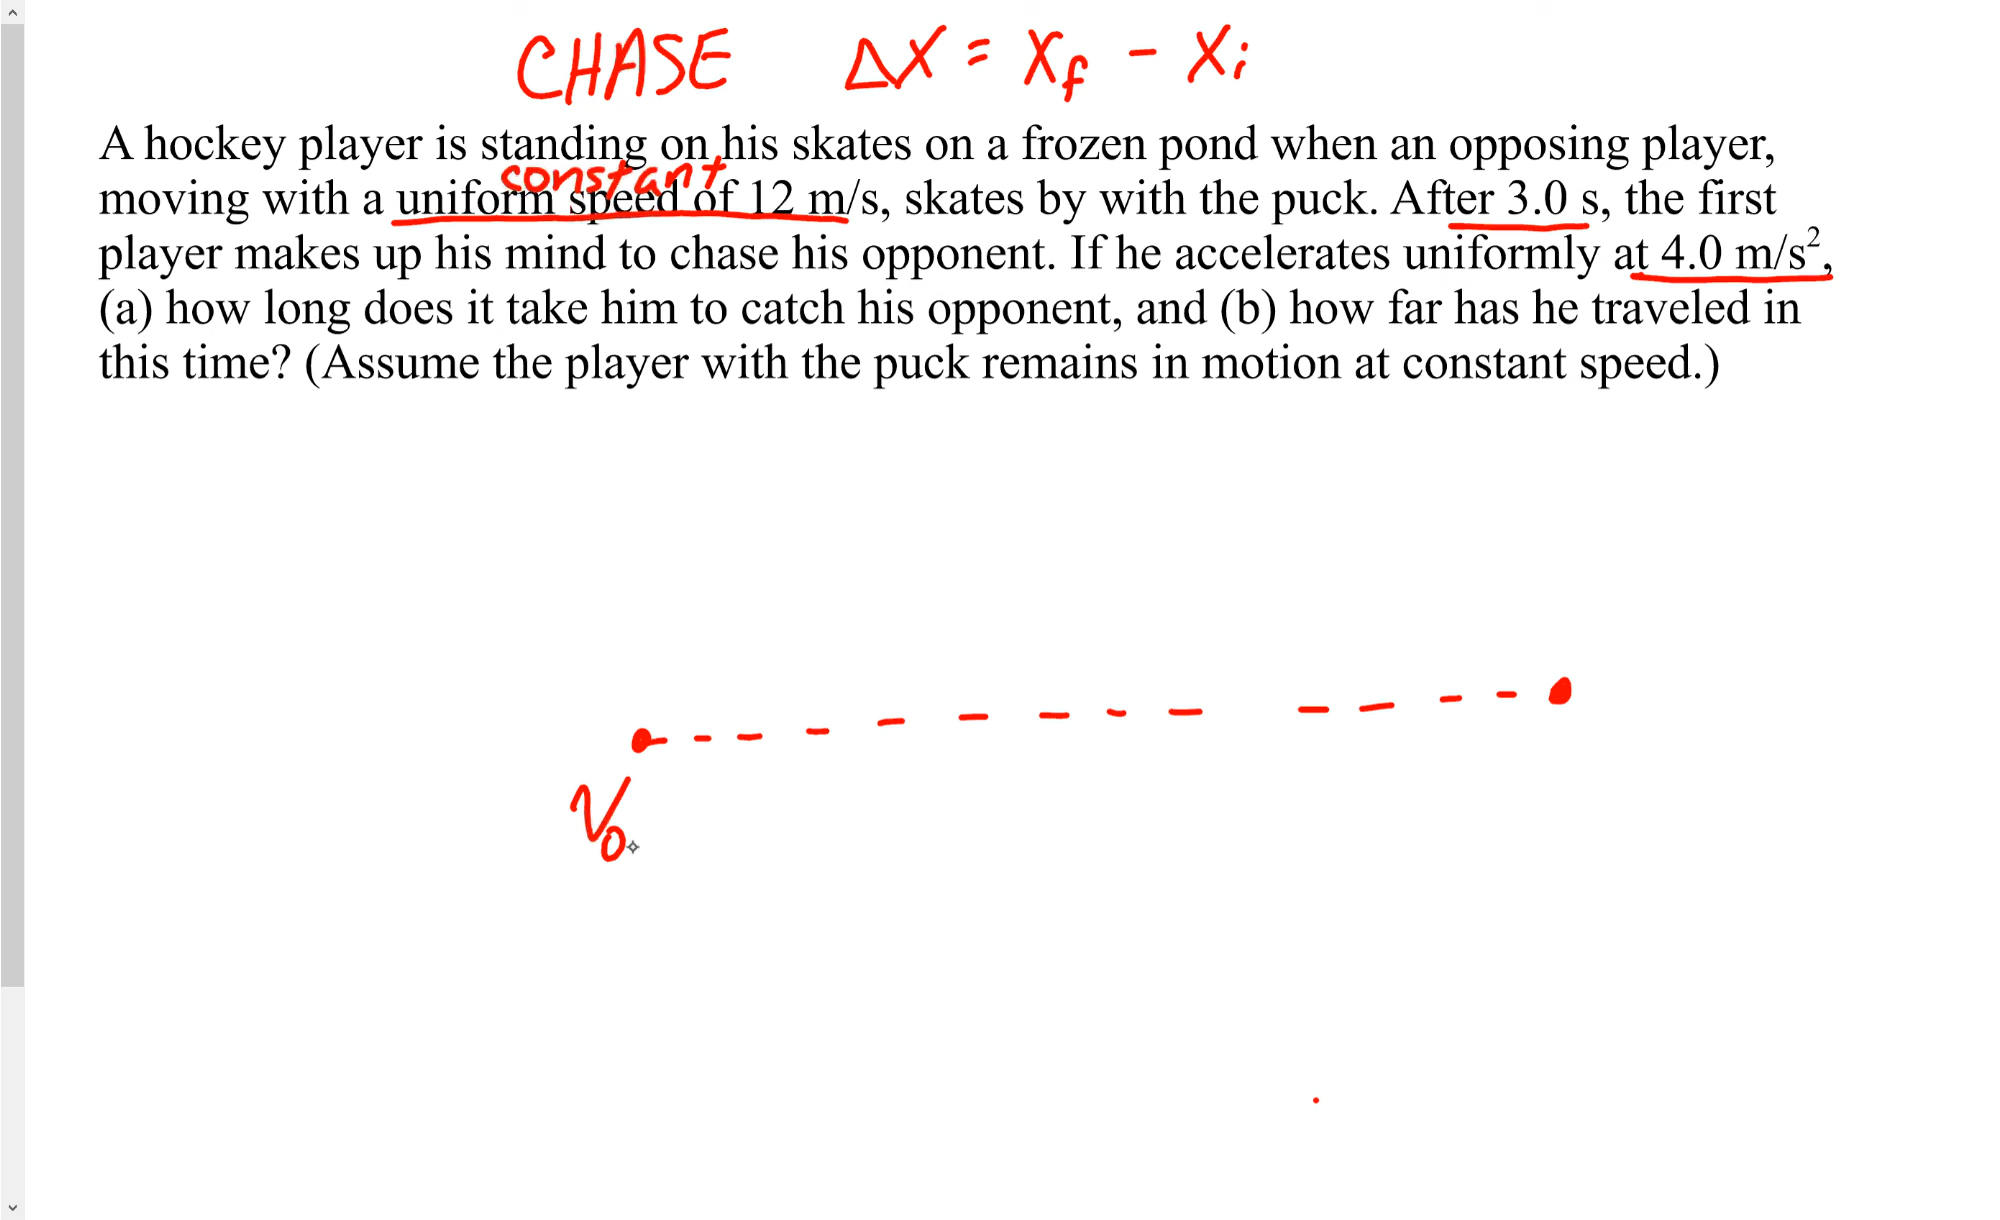 CHASE ΔX = Xf - Xi
A hockey player is standing on his skates on a frozen pond when an opposing player,
constant
moving with a uniform speed of 12 m/s, skates by with the puck. After 3.0 s, the first
player makes up his mind to chase his opponent. If he accelerates uniformly at 4.0 m/s²,
(a) how long does it take him to catch his opponent, and (b) how far has he traveled in
this time? (Assume the player with the puck remains in motion at constant speed.)
V₀